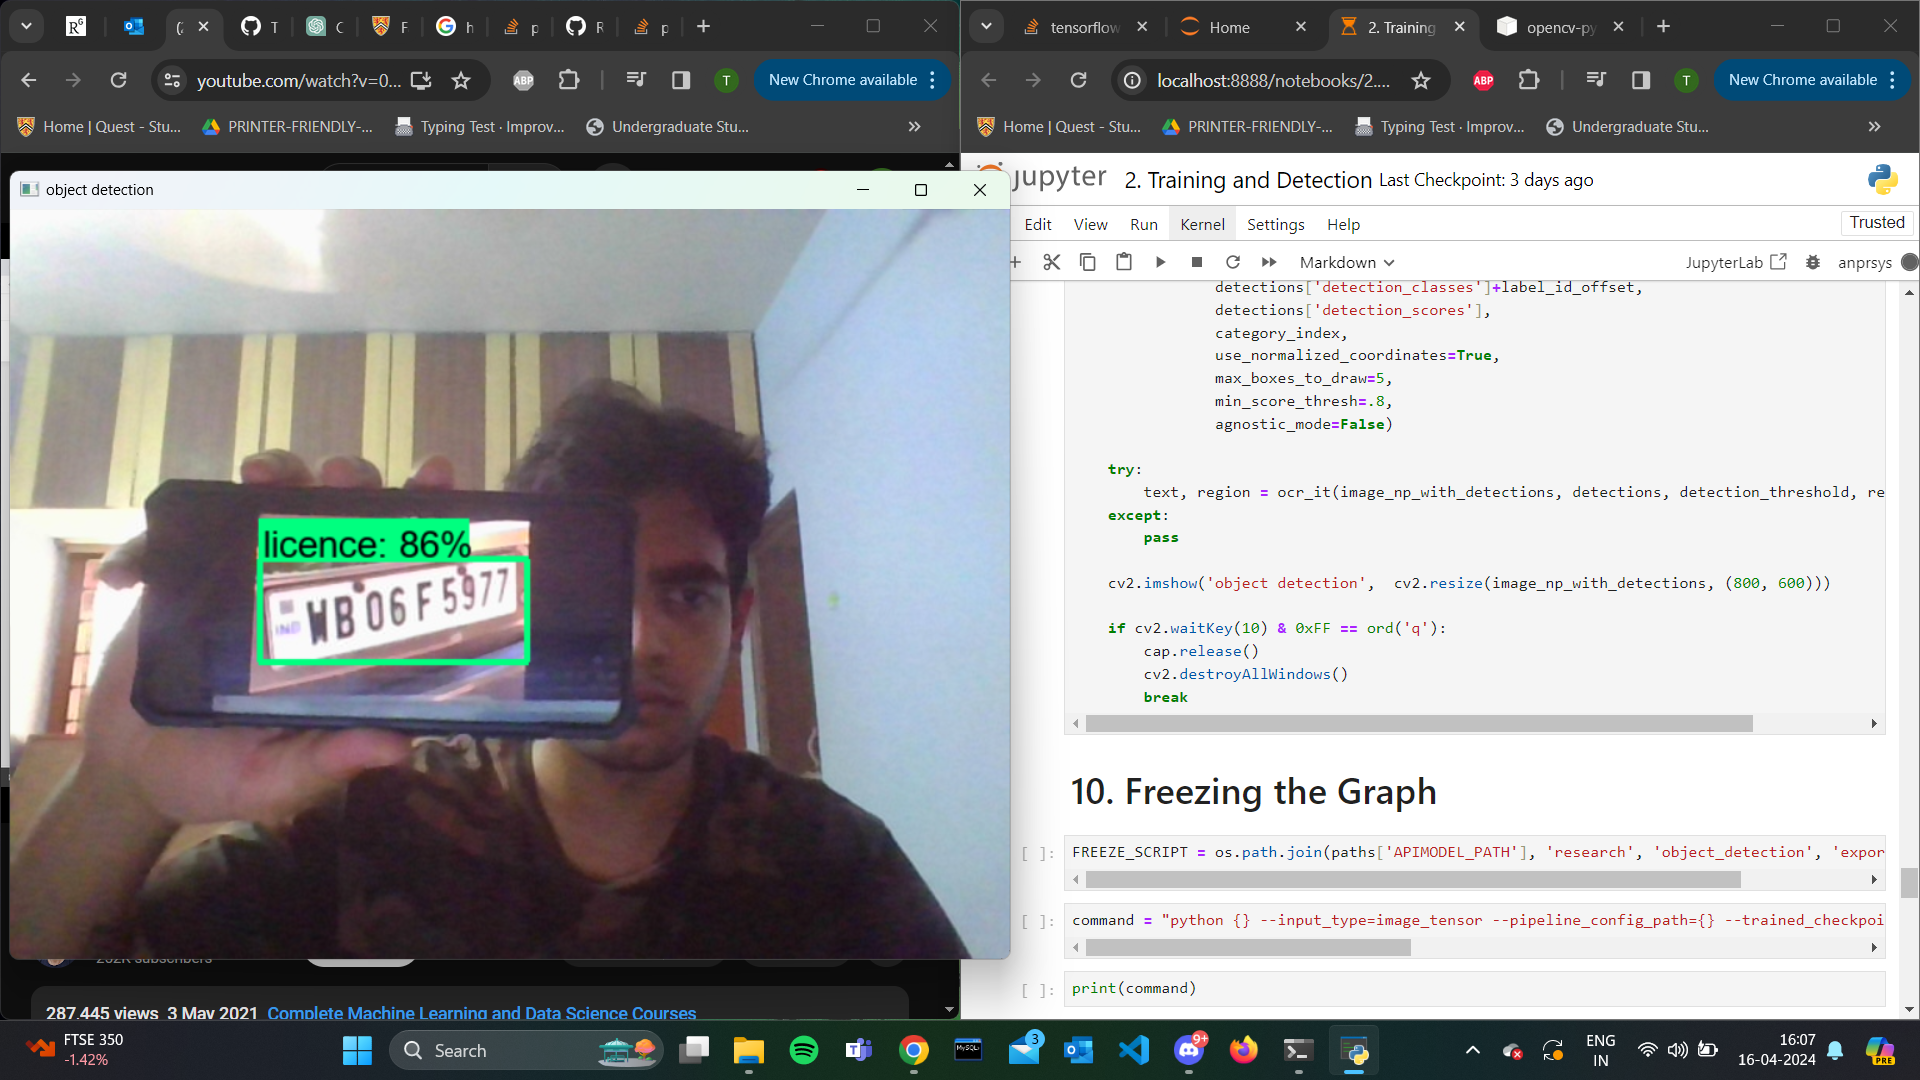 youtube.com/watch?v=0...
New Chrome available
Home | Quest - Stu...
PRINTER-FRIENDLY-...
Typing Test · Improv...
Undergraduate Stu...
object detection
licence: 86%
IND WB 06 F 5977
252K subscribers
287,445 views 3 May 2021 Complete Machine Learning and Data Science Courses
tensorflow
Home
2. Training
opencv-py
localhost:8888/notebooks/2....
ABP
T
New Chrome available
Home | Quest - Stu...
PRINTER-FRIENDLY-...
Typing Test · Improv...
Undergraduate Stu...
jupyter 2. Training and Detection Last Checkpoint: 3 days ago
Edit View Run Kernel Settings Help
Trusted
Markdown
JupyterLab
anprsys
detections['detection_classes']+label_id_offset,
detections['detection_scores'],
category_index,
use_normalized_coordinates=True,
max_boxes_to_draw=5,
min_score_thresh=.8,
agnostic_mode=False)
try:
text, region = ocr_it(image_np_with_detections, detections, detection_threshold, re
except:
pass
cv2.imshow('object detection', cv2.resize(image_np_with_detections, (800, 600)))
if cv2.waitKey(10) & 0xFF == ord('q'):
cap.release()
cv2.destroyAllWindows()
break
10. Freezing the Graph
[ ]: FREEZE_SCRIPT = os.path.join(paths['APIMODEL_PATH'], 'research', 'object_detection', 'expor
[ ]: command = "python {} --input_type=image_tensor --pipeline_config_path={} --trained_checkpoi
[ ]: print(command)
FTSE 350
-1.42%
Search
3
9+
ENG
IN
16:07
16-04-2024
PRE